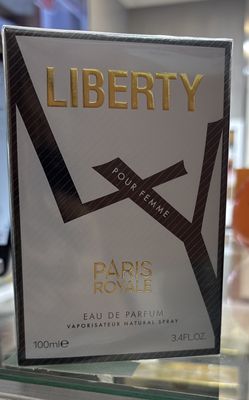 LIBERTY
POUR FEMME
PARIS
ROYALE
EAU DE PARFUM
VAPORISATEUR NATURAL SPRAY
100ml℮
3.4FL.OZ.